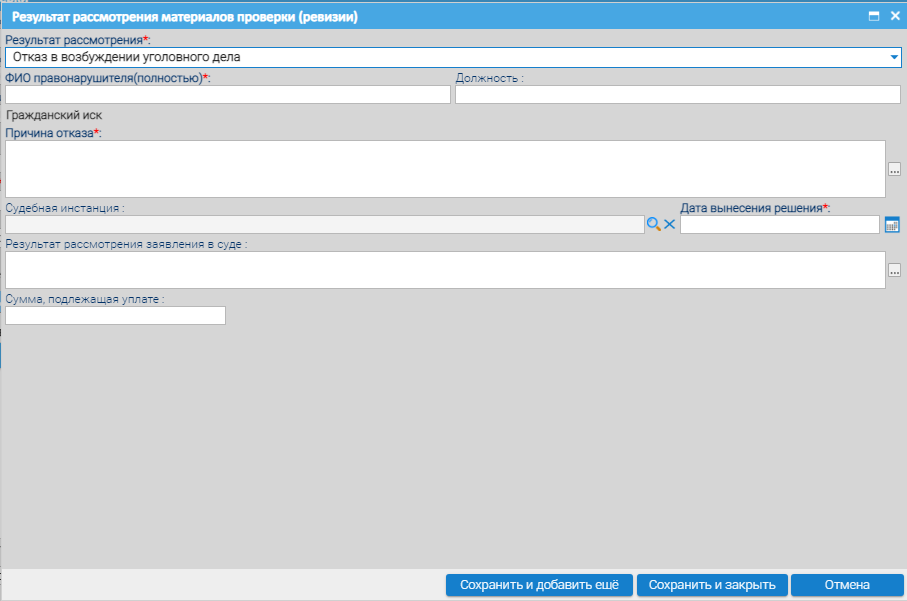 Результат рассмотрения материалов проверки (ревизии)
Результат рассмотрения*:
Отказ в возбуждении уголовного дела
ФИО правонарушителя(полностью)*: Должность :
Гражданский иск
Причина отказа*:
...
Судебная инстанция : Дата вынесения решения*:
Результат рассмотрения заявления в суде :
...
Сумма, подлежащая уплате :
Сохранить и добавить ещё Сохранить и закрыть Отмена